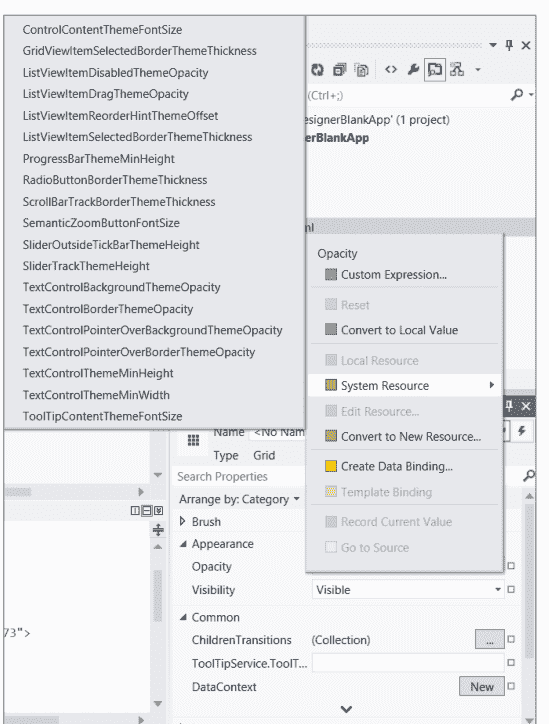 ControlContentThemeFontSize
GridViewItemSelectedBorderThemeThickness
ListViewItemDisabledThemeOpacity
ListViewItemDragThemeOpacity
ListViewItemReorderHintThemeOffset
ListViewItemSelectedBorderThemeThickness
ProgressBarThemeMinHeight
RadioButtonBorderThemeThickness
ScrollBarTrackBorderThemeThickness
SemanticZoomButtonFontSize
SliderOutsideTickBarThemeHeight
SliderTrackThemeHeight
TextControlBackgroundThemeOpacity
TextControlBorderThemeOpacity
TextControlPointerOverBackgroundThemeOpacity
TextControlPointerOverBorderThemeOpacity
TextControlThemeMinHeight
TextControlThemeMinWidth
ToolTipContentThemeFontSize
(Ctrl+;)
esignerBlankApp' (1 project)
erBlankApp
ml
Opacity
Custom Expression...
Reset
Convert to Local Value
Local Resource
System Resource
Edit Resource...
Convert to New Resource...
Create Data Binding...
Template Binding
Record Current Value
Go to Source
Name <No Nam
Type Grid
Search Properties
Arrange by: Category
Brush
Appearance
Opacity
Visibility Visible
Common
ChildrenTransitions (Collection) ...
ToolTipService.ToolT...
DataContext New
73">